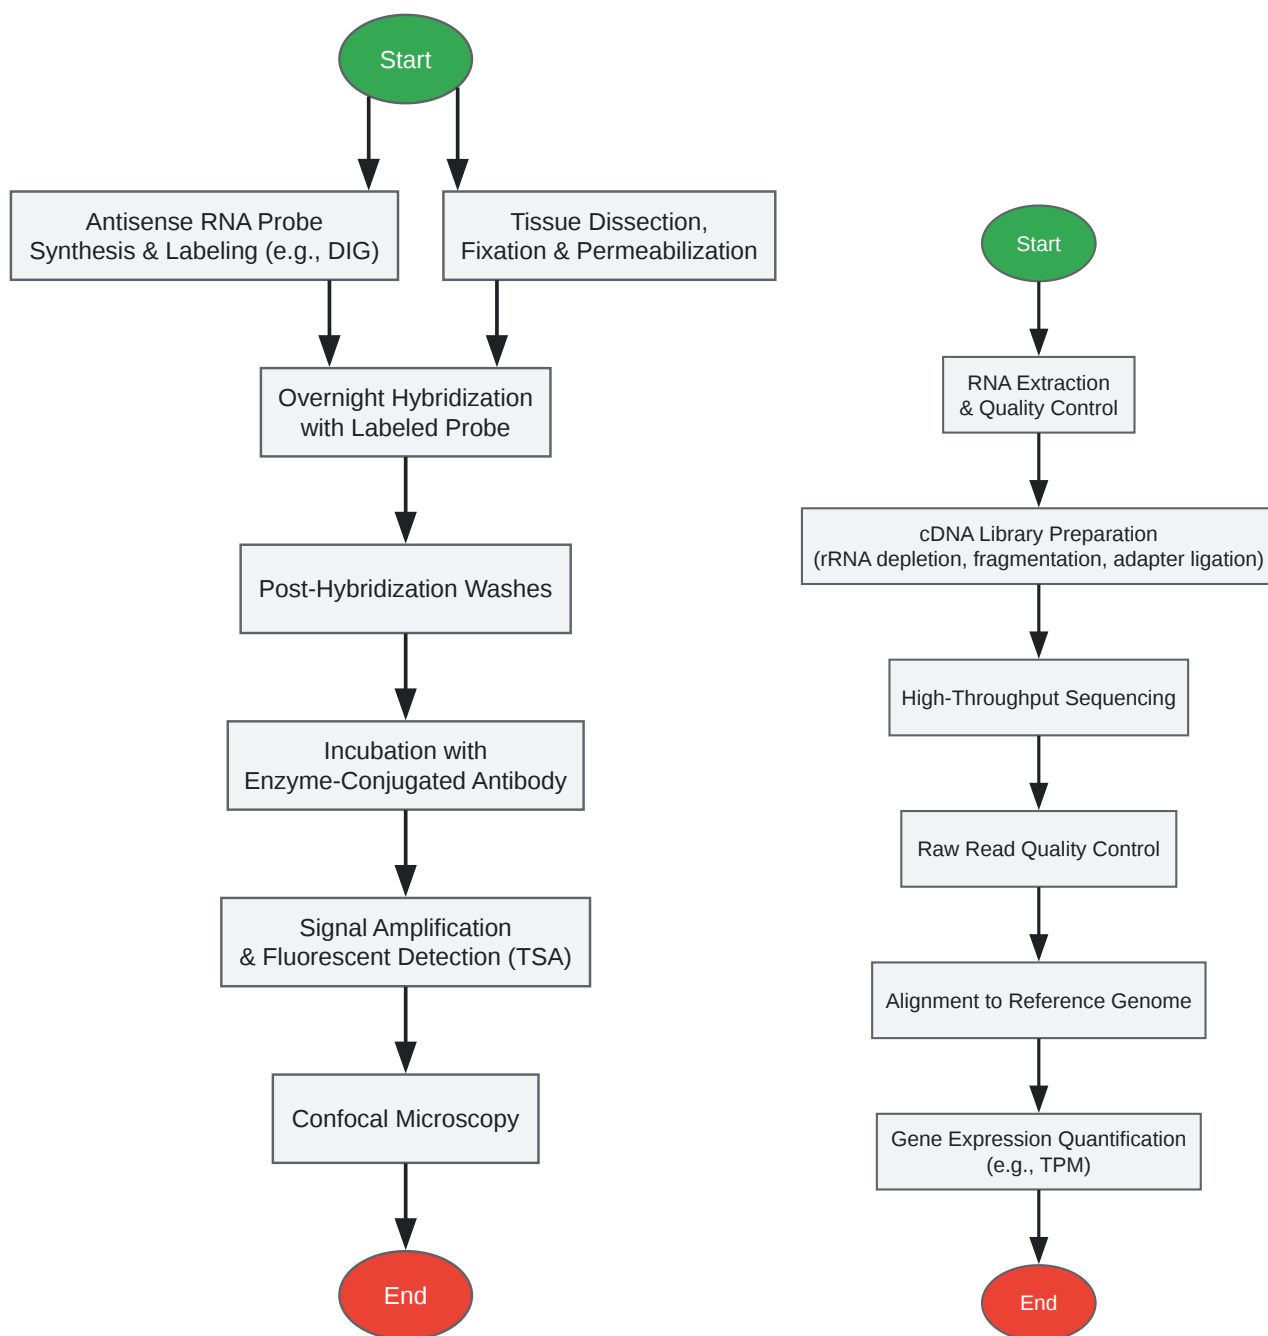 Start
Antisense RNA Probe
Synthesis & Labeling (e.g., DIG)
Tissue Dissection,
Fixation & Permeabilization
Overnight Hybridization
with Labeled Probe
Post-Hybridization Washes
Incubation with
Enzyme-Conjugated Antibody
Signal Amplification
& Fluorescent Detection (TSA)
Confocal Microscopy
End
Start
RNA Extraction
& Quality Control
cDNA Library Preparation
(rRNA depletion, fragmentation, adapter ligation)
High-Throughput Sequencing
Raw Read Quality Control
Alignment to Reference Genome
Gene Expression Quantification
(e.g., TPM)
End